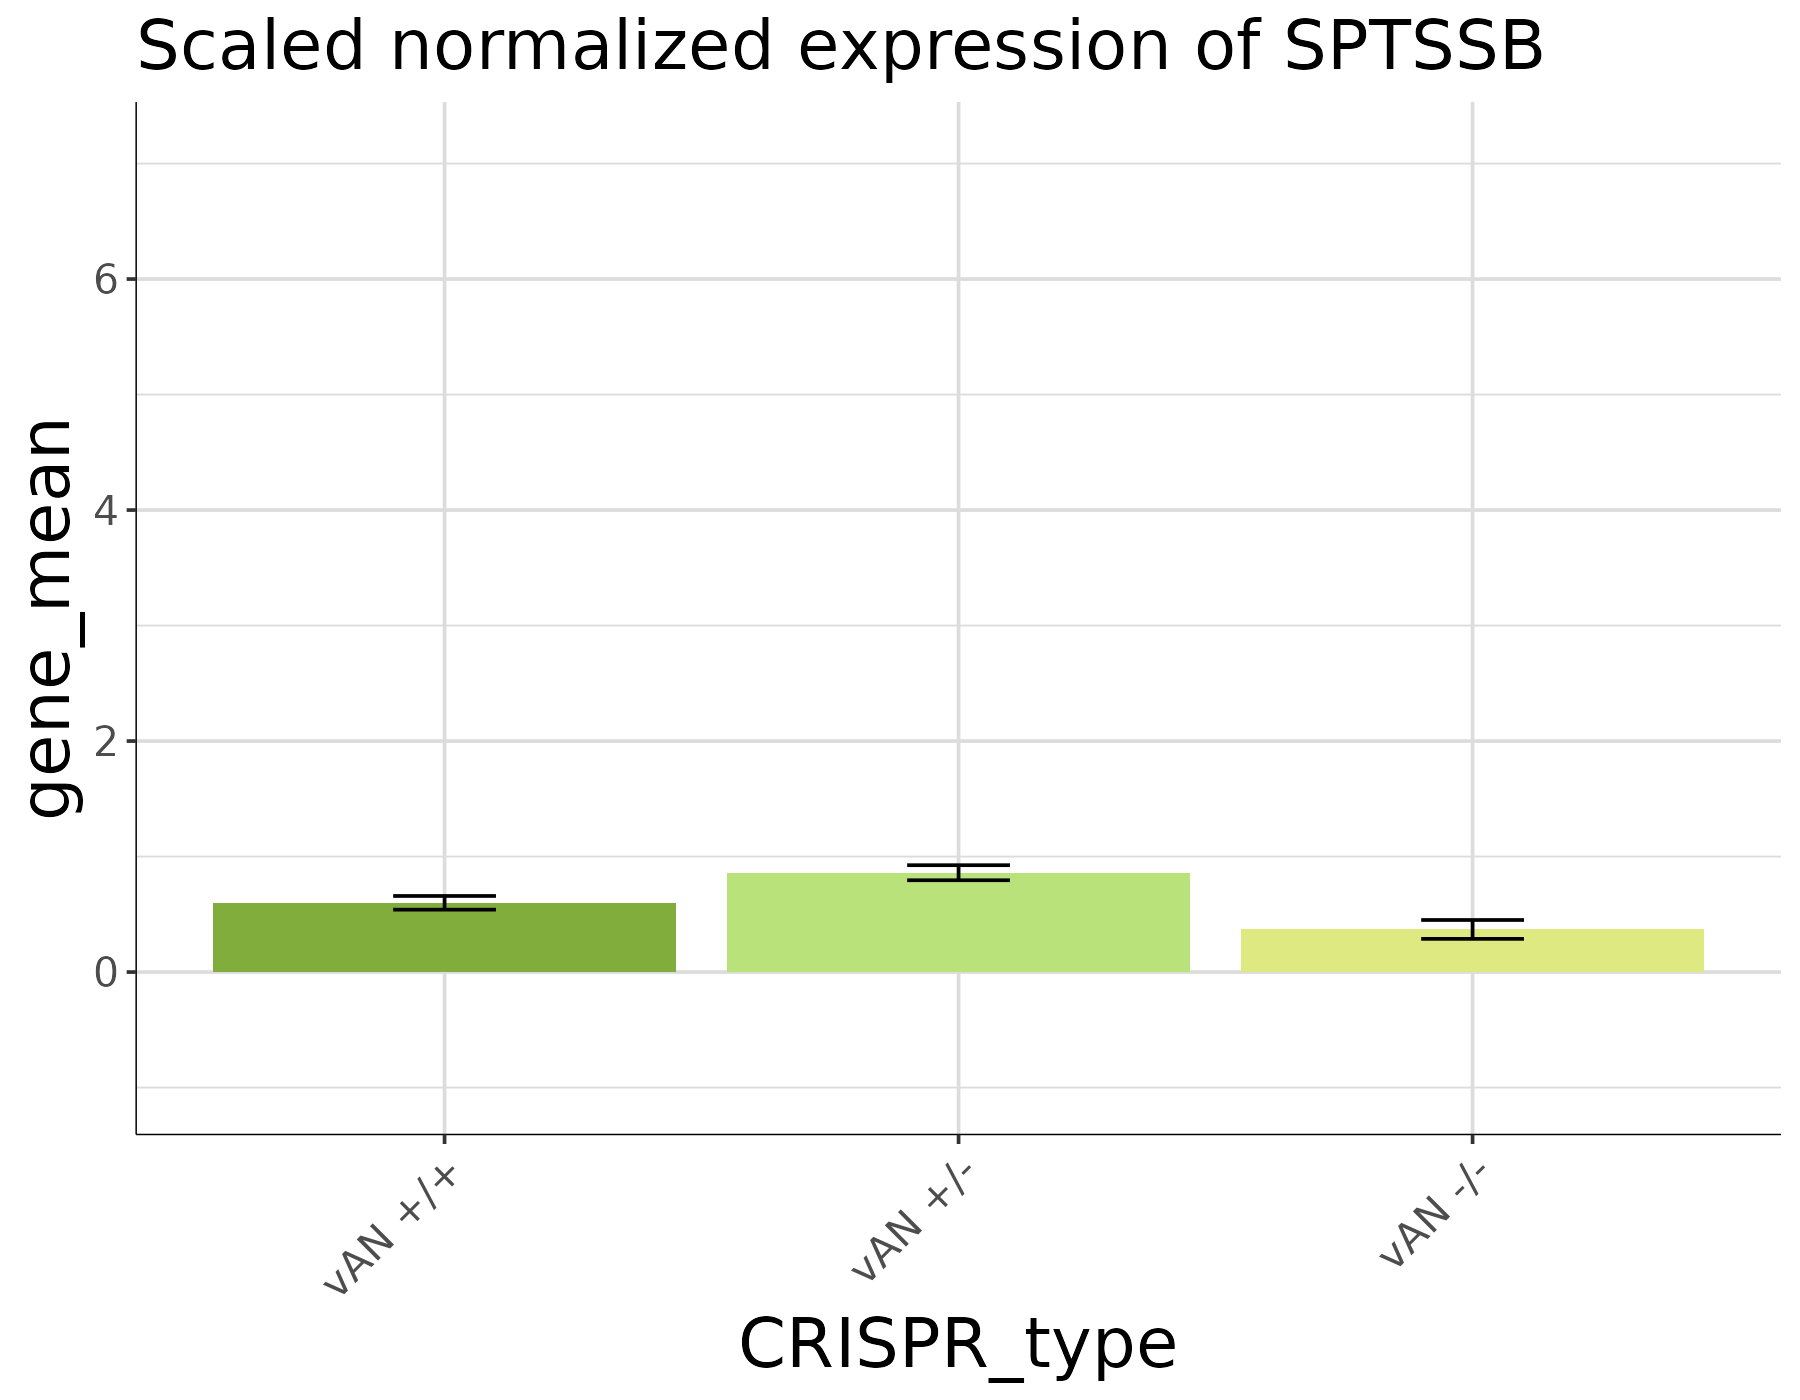 Scaled normalized expression of SPTSSB
gene_mean
6
4
2
0
vAN +/+
vAN +/-
vAN -/-
CRISPR_type